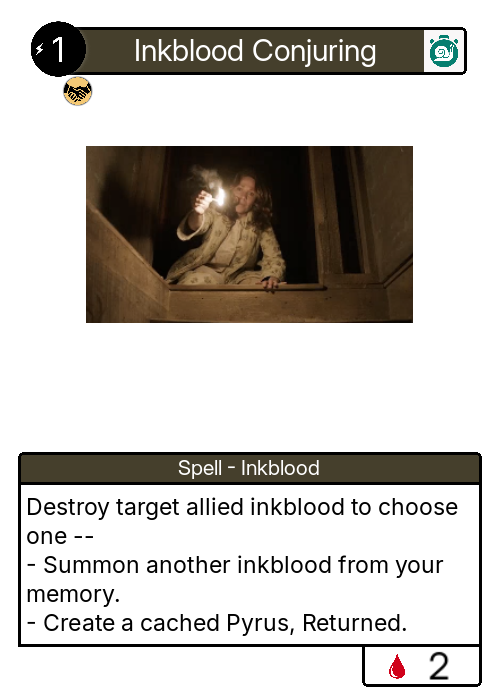 1
Inkblood Conjuring
Spell - Inkblood
Destroy target allied inkblood to choose
one --
- Summon another inkblood from your
memory.
- Create a cached Pyrus, Returned.
2